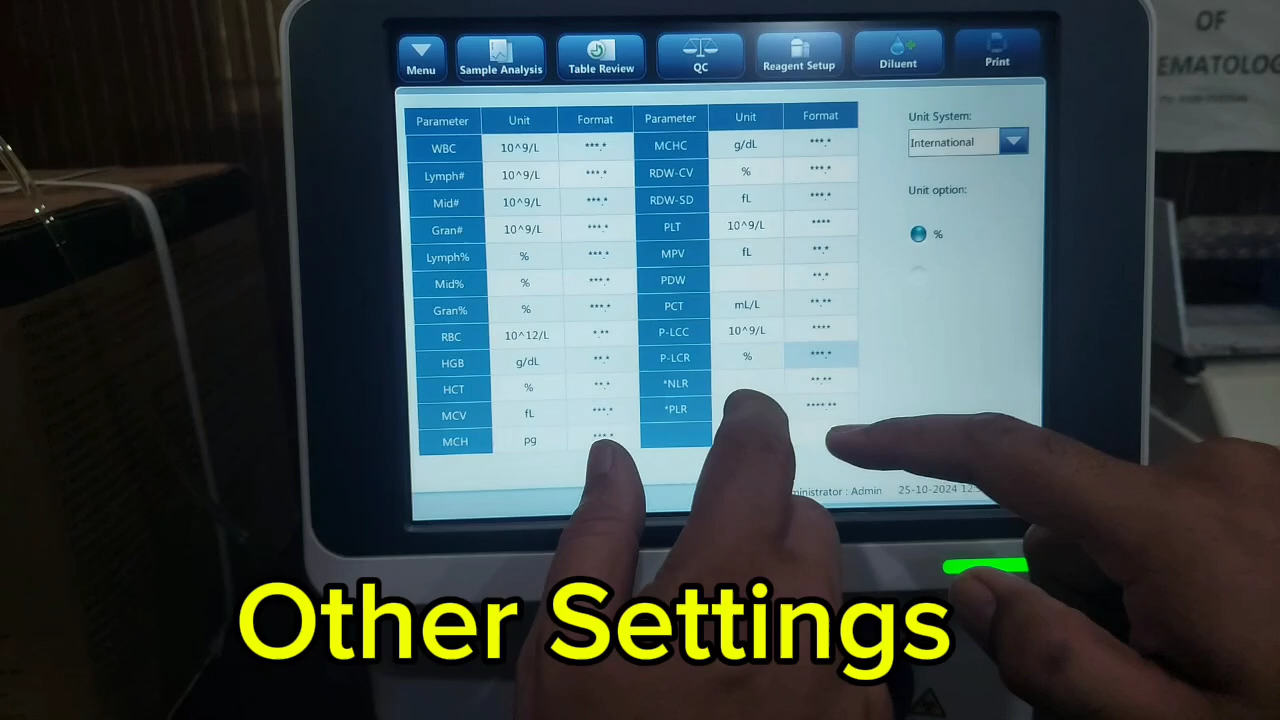 OF
EMATOLOG
Menu
Sample Analysis
Table Review
QC
Reagent Setup
Diluent
Print
Parameter Unit Format Parameter Unit Format
WBC 10^9/L ***.* MCHC g/dL ***.*
Lymph# 10^9/L ***.* RDW-CV % ***.*
Mid# 10^9/L ***.* RDW-SD fL ***.*
Gran# 10^9/L ***.* PLT 10^9/L ****
Lymph% % ***.* MPV fL **.*
Mid% % ***.* PDW **.*
Gran% % ***.* PCT mL/L **.**
RBC 10^12/L *.** P-LCC 10^9/L ****
HGB g/dL **.* P-LCR % ***.*
HCT % **.* *NLR **.**
MCV fL ***.* *PLR ****.**
MCH pg ***.*
Unit System:
International
Unit option:
%
ministrator : Admin 25-10-2024 12:
Other Settings